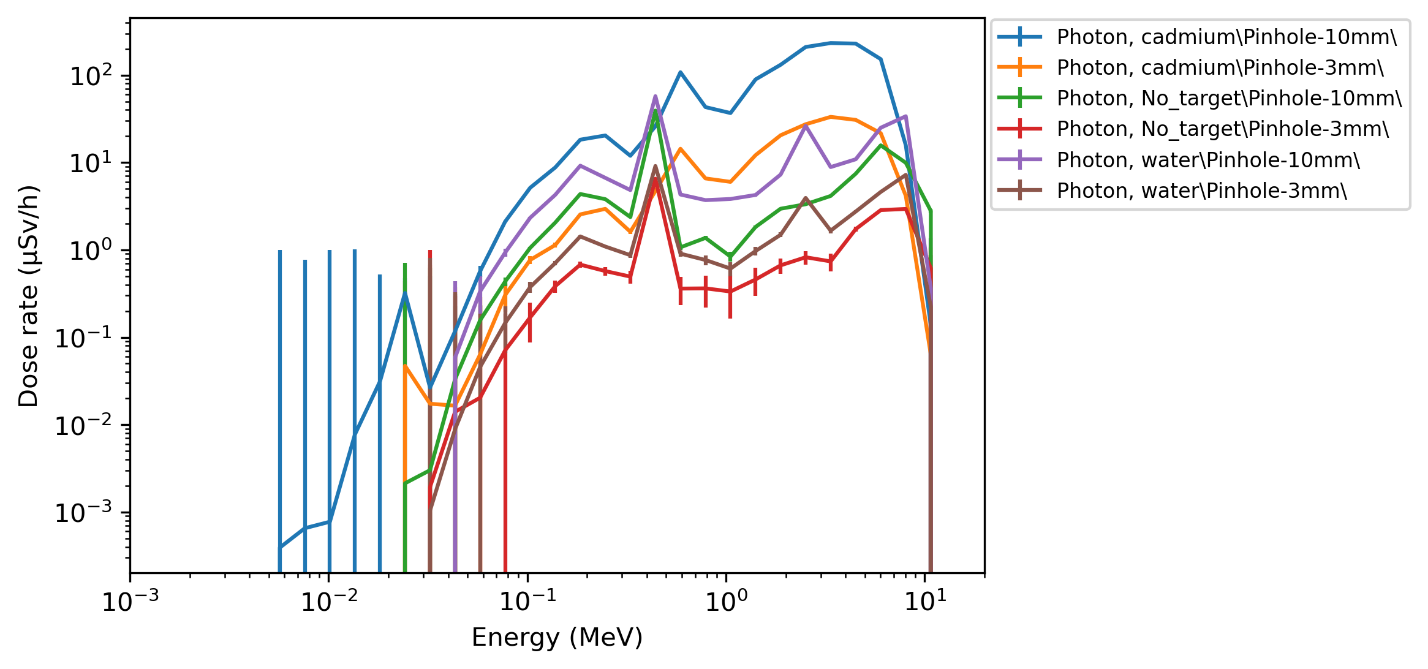 Dose rate (µSv/h)
10²
10¹
10⁰
10⁻¹
10⁻²
10⁻³
10⁻³ 10⁻² 10⁻¹ 10⁰ 10¹
Energy (MeV)
Photon, cadmium\Pinhole-10mm\
Photon, cadmium\Pinhole-3mm\
Photon, No_target\Pinhole-10mm\
Photon, No_target\Pinhole-3mm\
Photon, water\Pinhole-10mm\
Photon, water\Pinhole-3mm\